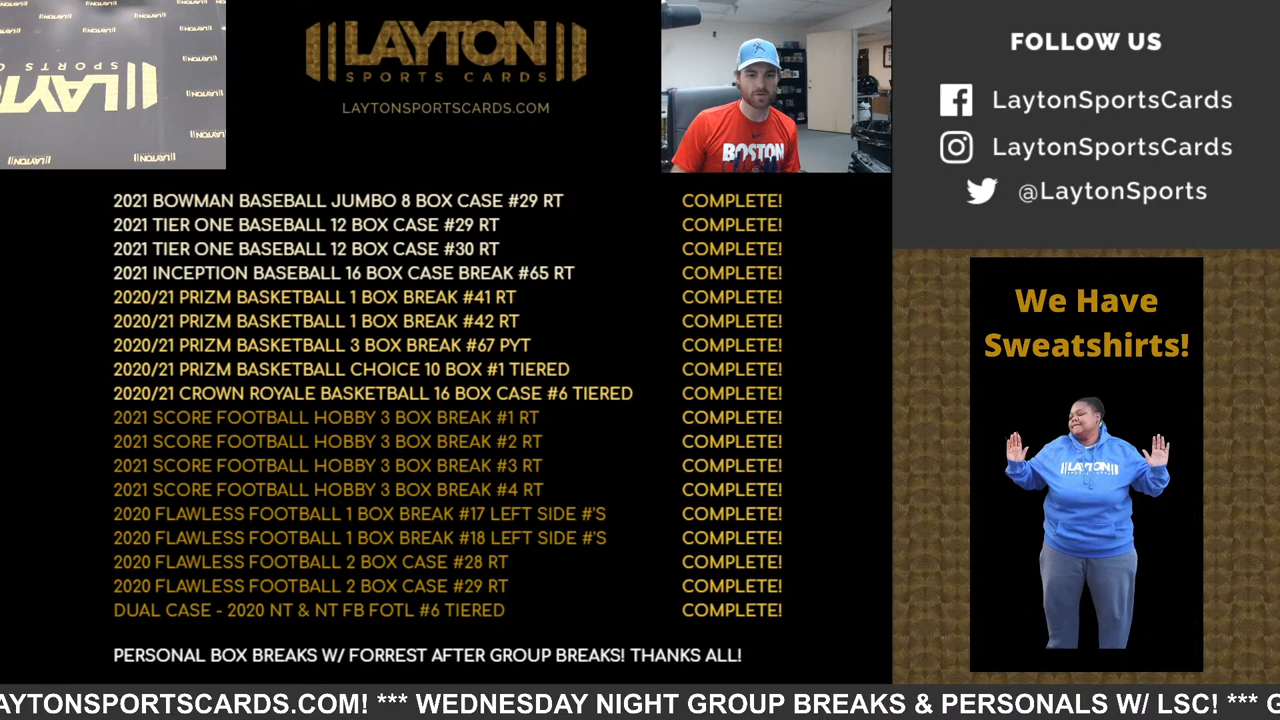 LAYTON
SPORTS CARDS
LAYTONSPORTSCARDS.COM
BOSTON
FOLLOW US
LaytonSportsCards
LaytonSportsCards
@LaytonSports
2021 BOWMAN BASEBALL JUMBO 8 BOX CASE #29 RT COMPLETE!
2021 TIER ONE BASEBALL 12 BOX CASE #29 RT COMPLETE!
2021 TIER ONE BASEBALL 12 BOX CASE #30 RT COMPLETE!
2021 INCEPTION BASEBALL 16 BOX CASE BREAK #65 RT COMPLETE!
2020/21 PRIZM BASKETBALL 1 BOX BREAK #41 RT COMPLETE!
2020/21 PRIZM BASKETBALL 1 BOX BREAK #42 RT COMPLETE!
2020/21 PRIZM BASKETBALL 3 BOX BREAK #67 PYT COMPLETE!
2020/21 PRIZM BASKETBALL CHOICE 10 BOX #1 TIERED COMPLETE!
2020/21 CROWN ROYALE BASKETBALL 16 BOX CASE #6 TIERED COMPLETE!
2021 SCORE FOOTBALL HOBBY 3 BOX BREAK #1 RT COMPLETE!
2021 SCORE FOOTBALL HOBBY 3 BOX BREAK #2 RT COMPLETE!
2021 SCORE FOOTBALL HOBBY 3 BOX BREAK #3 RT COMPLETE!
2021 SCORE FOOTBALL HOBBY 3 BOX BREAK #4 RT COMPLETE!
2020 FLAWLESS FOOTBALL 1 BOX BREAK #17 LEFT SIDE #'S COMPLETE!
2020 FLAWLESS FOOTBALL 1 BOX BREAK #18 LEFT SIDE #'S COMPLETE!
2020 FLAWLESS FOOTBALL 2 BOX CASE #28 RT COMPLETE!
2020 FLAWLESS FOOTBALL 2 BOX CASE #29 RT COMPLETE!
DUAL CASE - 2020 NT & NT FB FOTL #6 TIERED COMPLETE!
PERSONAL BOX BREAKS W/ FORREST AFTER GROUP BREAKS! THANKS ALL!
We Have
Sweatshirts!
LAYTON
AYTONSPORTSCARDS.COM! *** WEDNESDAY NIGHT GROUP BREAKS & PERSONALS W/ LSC! *** G